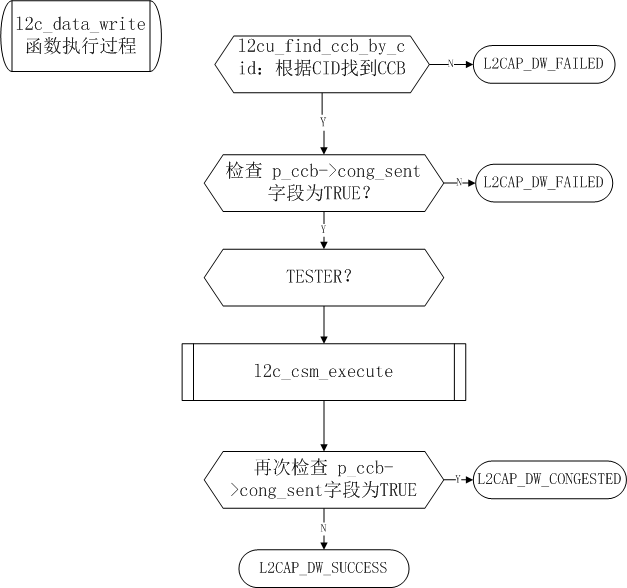 l2c_data_write
函数执行过程
l2cu_find_ccb_by_c
id：根据CID找到CCB
N
L2CAP_DW_FAILED
Y
检查 p_ccb->cong_sent
字段为TRUE？
N
L2CAP_DW_FAILED
Y
TESTER？
l2c_csm_execute
再次检查 p_ccb-
>cong_sent字段为TRUE
Y
L2CAP_DW_CONGESTED
N
L2CAP_DW_SUCCESS